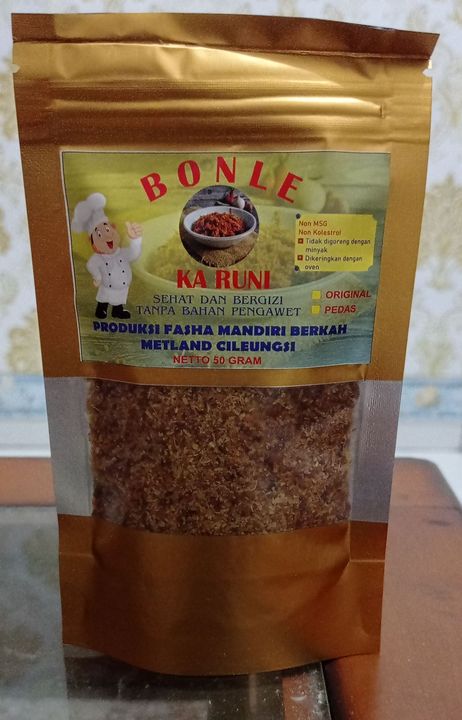 BONLE
KA RUNI
Non MSG
Non Kolestrol
Tidak digoreng dengan
minyak
Dikeringkan dengan
oven
SEHAT DAN BERGIZI
TANPA BAHAN PENGAWET
ORIGINAL
PEDAS
PRODUKSI FASHA MANDIRI BERKAH
METLAND CILEUNGSI
NETTO 50 GRAM